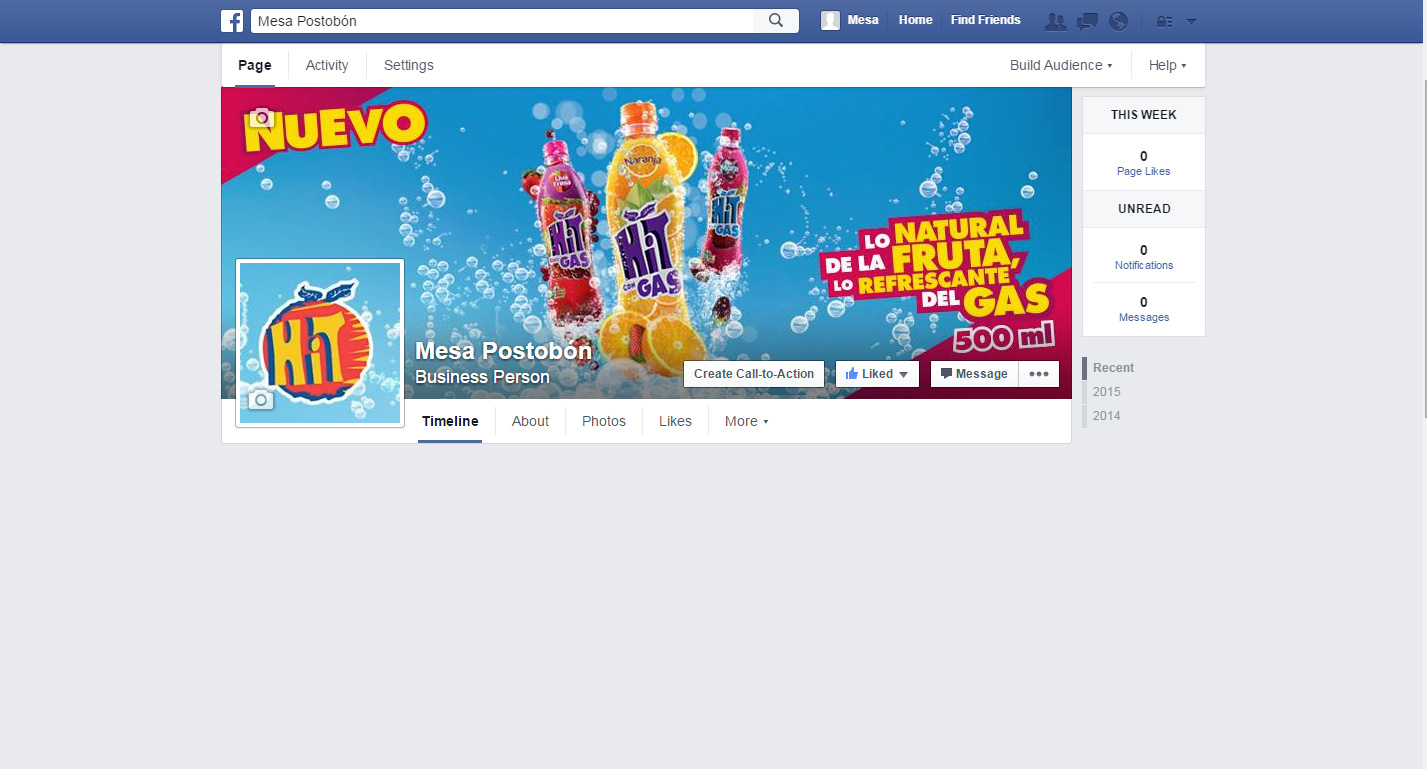 Mesa Postobón
Mesa Home Find Friends
Page Activity Settings
Build Audience Help
NUEVO
Naranja
HiT
CON
GAS
HiT
CON
GAS
HiT
GAS
LO NATURAL
DE LA FRUTA,
LO REFRESCANTE
DEL GAS
500 ml
HiT
Mesa Postobón
Business Person
Create Call-to-Action Liked Message
Timeline About Photos Likes More
THIS WEEK
0
Page Likes
UNREAD
0
Notifications
0
Messages
Recent
2015
2014